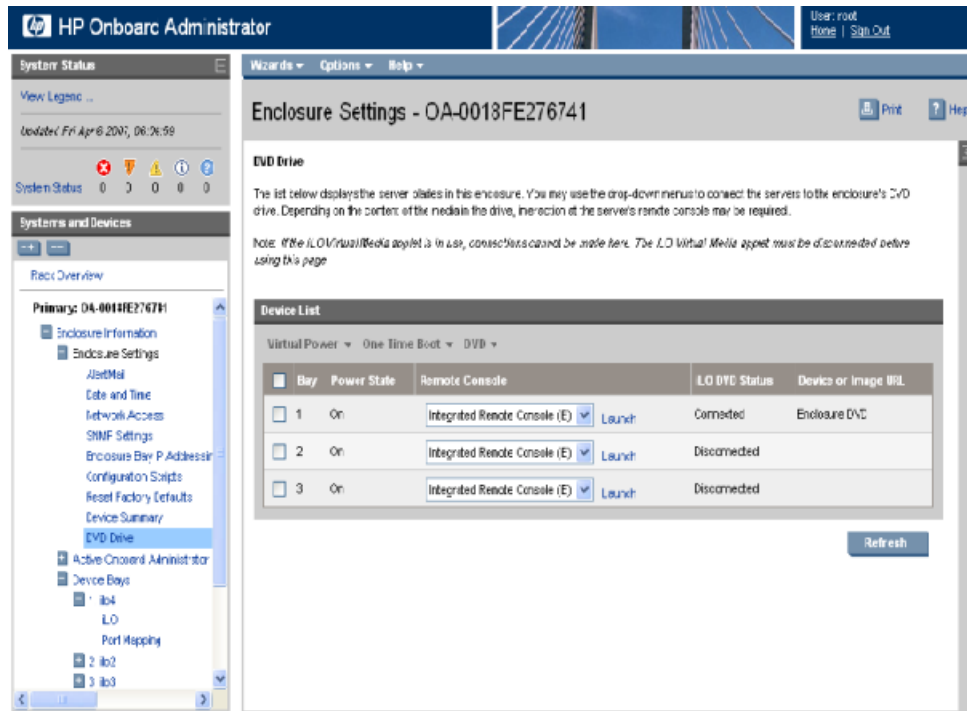 HP Onboard Administrator
User: root
Home | Sign Out
System Status
View Legend ...
Updated Fri Apr 6 2007, 06:
System Status 0 0 0 0 0
Systems and Devices
Rack Overview
Primary: OA-0018FE276741
Enclosure Information
Enclosure Settings
AlertMail
Date and Time
Network Access
SNMP Settings
Enclosure Bay IP Addressin
Configuration Scripts
Reset Factory Defaults
Device Summary
DVD Drive
Active Onboard Administrator
Device Bays
1 ilo4
iLO
Port Mapping
2 ilo2
3 ilo3
Wizards Options Help
Enclosure Settings - OA-0018FE276741
Print
Hel
DVD Drive
The list below displays the server blades in this enclosure. You may use the drop-down menus to connect the servers to the enclosure's DVD
drive. Depending on the content of the media in the drive, interaction at the server's remote console may be required.
Note: If the iLO Virtual Media applet is in use, connections cannot be made here. The iLO Virtual Media applet must be disconnected before
using this page
Device List
Virtual Power One Time Boot DVD
Bay Power State Remote Console iLO DVD Status Device or Image URL
1 On Integrated Remote Console (E) Launch Connected Enclosure DVD
2 On Integrated Remote Console (E) Launch Disconnected
3 On Integrated Remote Console (E) Launch Disconnected
Refresh